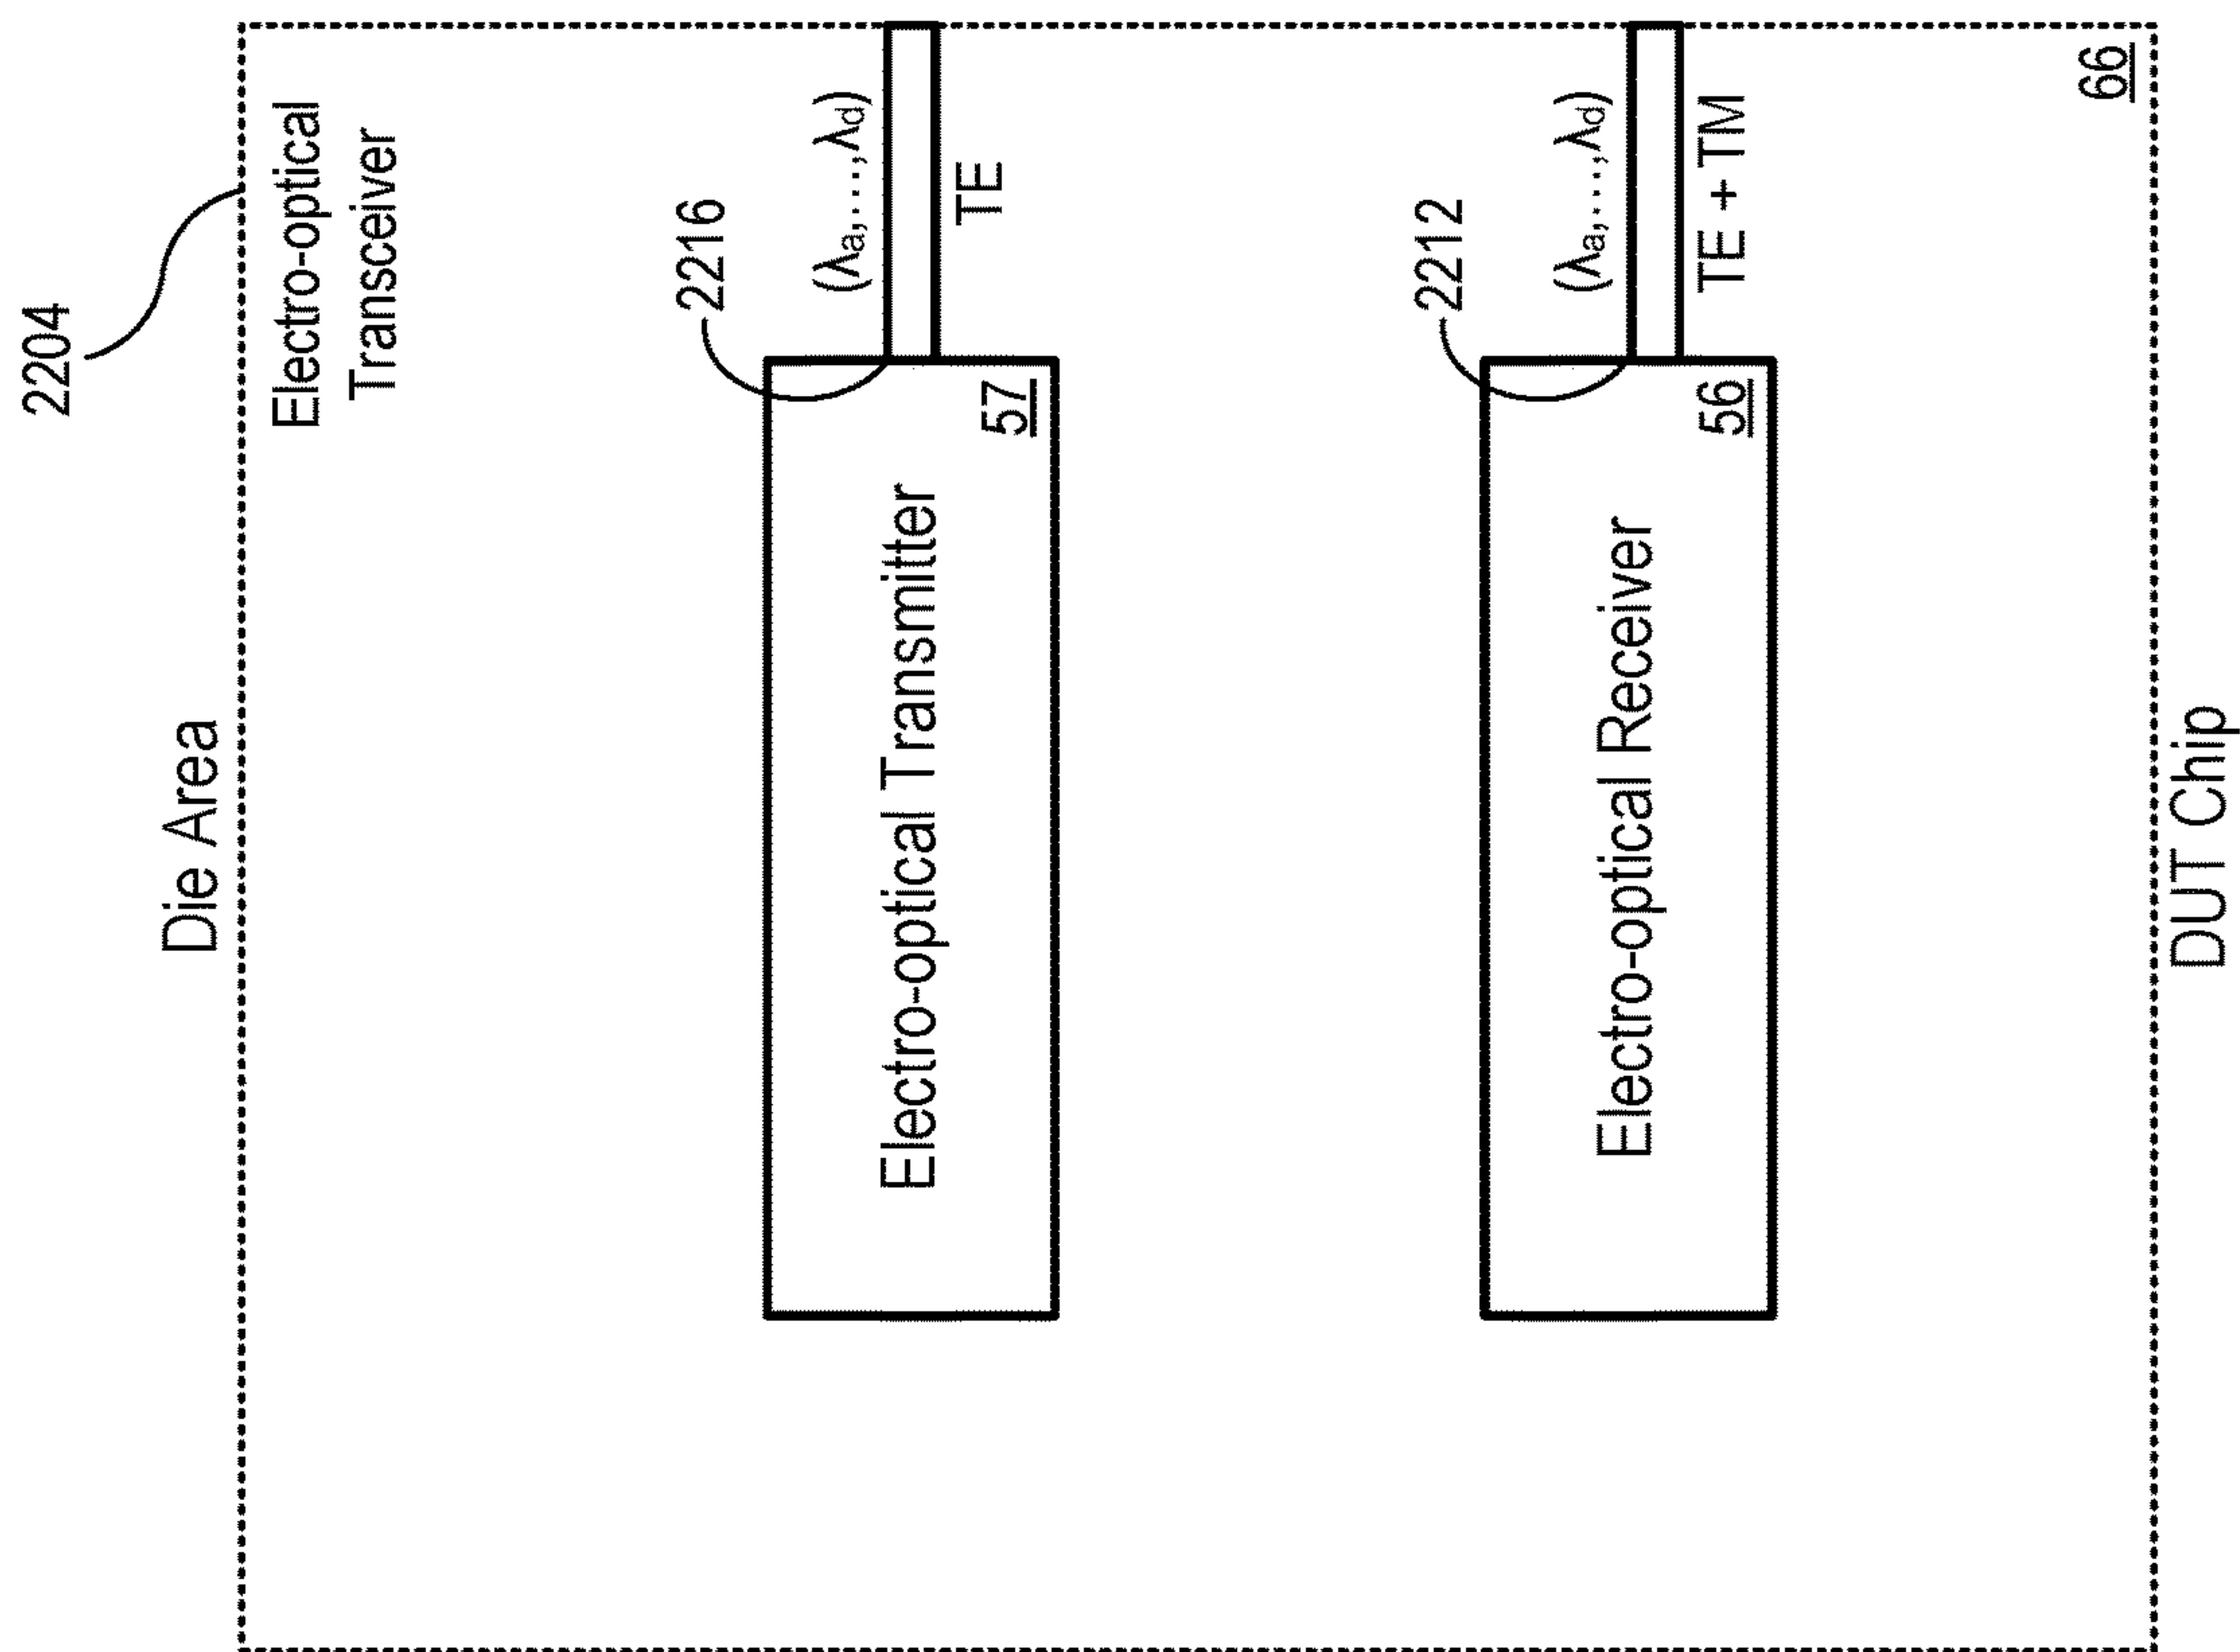 2204
Die Area
Electro-optical
Transceiver
2216
(λa,...,λd)
TE
57
Electro-optical Transmitter
2212
(λa,...,λd)
TE + TM
56
Electro-optical Receiver
66
DUT Chip